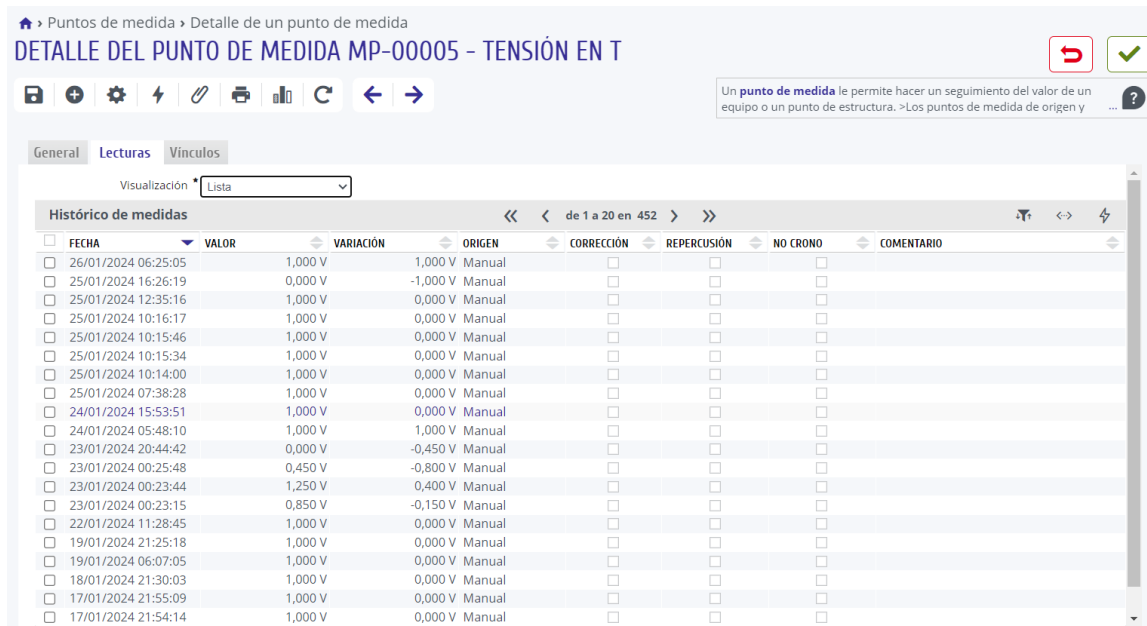 › Puntos de medida › Detalle de un punto de medida
DETALLE DEL PUNTO DE MEDIDA MP-00005 - TENSIÓN EN T
Un punto de medida le permite hacer un seguimiento del valor de un
equipo o un punto de estructura. >Los puntos de medida de origen y ... ?
General Lecturas Vínculos
Visualización * Lista
Histórico de medidas de 1 a 20 en 452
FECHA VALOR VARIACIÓN ORIGEN CORRECCIÓN REPERCUSIÓN NO CRONO COMENTARIO
26/01/2024 06:25:05 1,000 V 1,000 V Manual
25/01/2024 16:26:19 0,000 V -1,000 V Manual
25/01/2024 12:35:16 1,000 V 0,000 V Manual
25/01/2024 10:16:17 1,000 V 0,000 V Manual
25/01/2024 10:15:46 1,000 V 0,000 V Manual
25/01/2024 10:15:34 1,000 V 0,000 V Manual
25/01/2024 10:14:00 1,000 V 0,000 V Manual
25/01/2024 07:38:28 1,000 V 0,000 V Manual
24/01/2024 15:53:51 1,000 V 0,000 V Manual
24/01/2024 05:48:10 1,000 V 1,000 V Manual
23/01/2024 20:44:42 0,000 V -0,450 V Manual
23/01/2024 00:25:48 0,450 V -0,800 V Manual
23/01/2024 00:23:44 1,250 V 0,400 V Manual
23/01/2024 00:23:15 0,850 V -0,150 V Manual
22/01/2024 11:28:45 1,000 V 0,000 V Manual
19/01/2024 21:25:18 1,000 V 0,000 V Manual
19/01/2024 06:07:05 1,000 V 0,000 V Manual
18/01/2024 21:30:03 1,000 V 0,000 V Manual
17/01/2024 21:55:09 1,000 V 0,000 V Manual
17/01/2024 21:54:14 1,000 V 0,000 V Manual